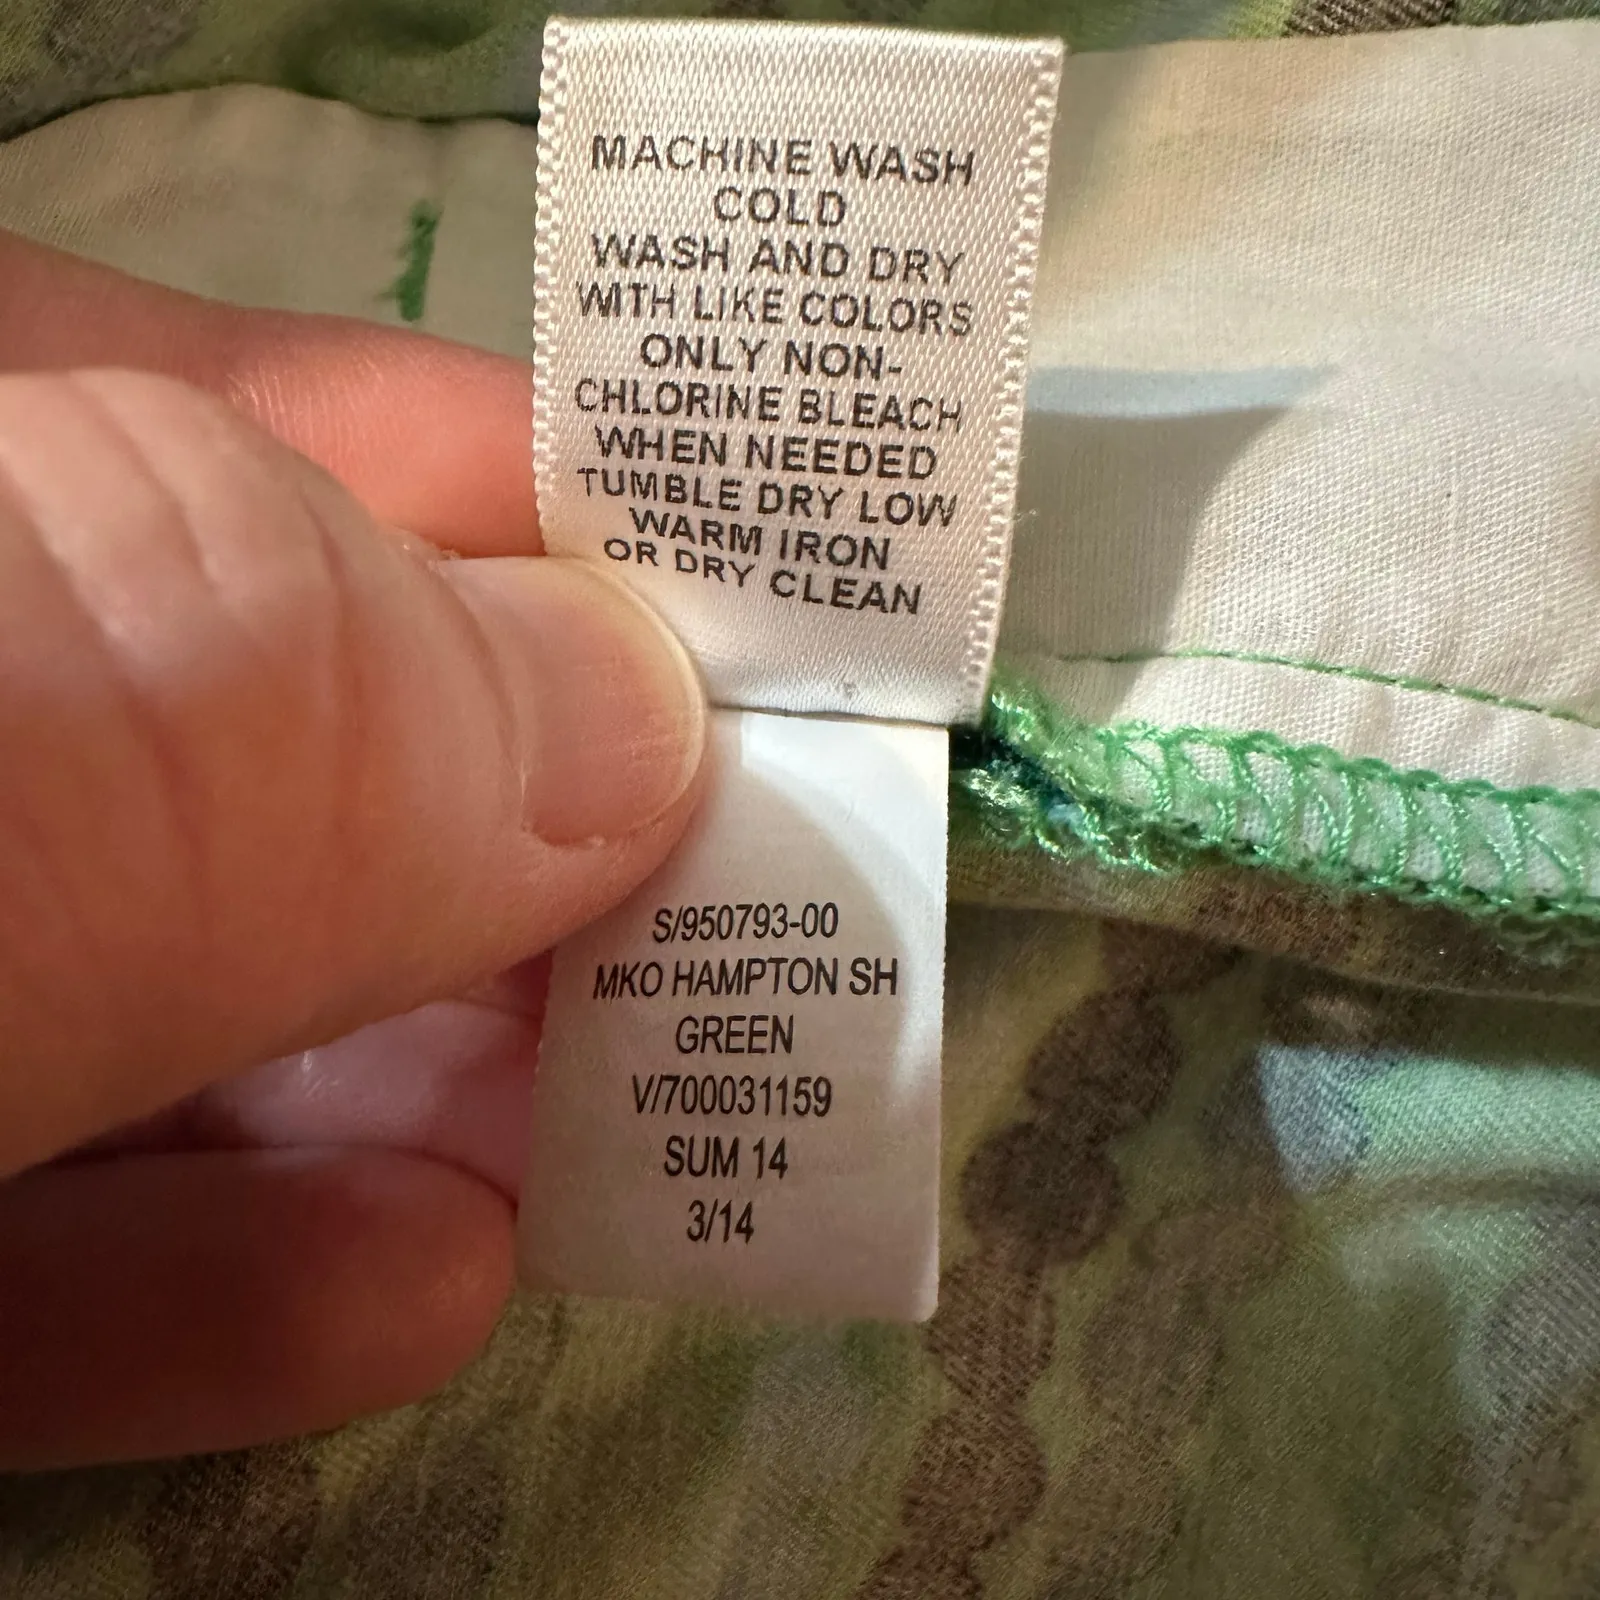 MACHINE WASH
COLD
WASH AND DRY
WITH LIKE COLORS
ONLY NON-
CHLORINE BLEACH
WHEN NEEDED
TUMBLE DRY LOW
WARM IRON
OR DRY CLEAN
S/950793-00
MKO HAMPTON SH
GREEN
V/700031159
SUM 14
3/14